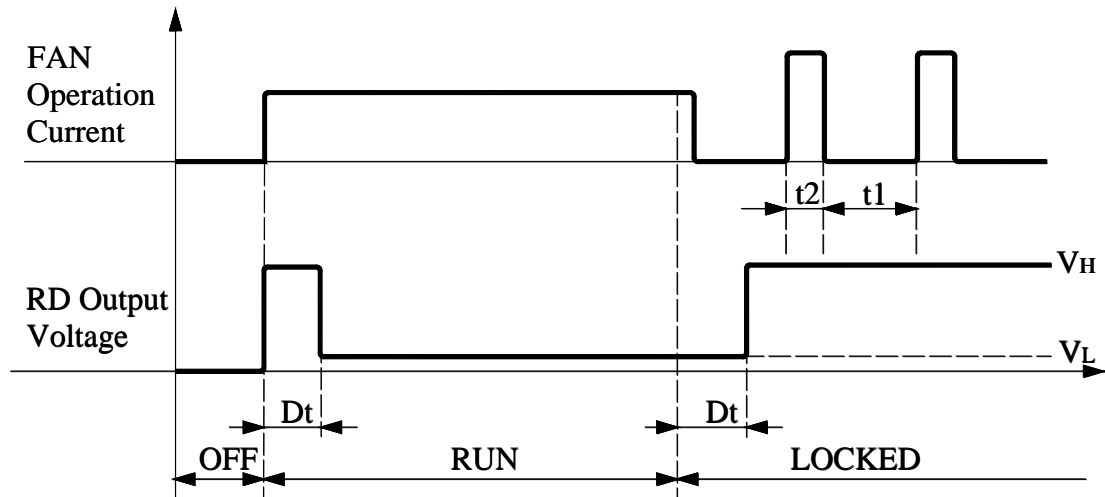 FAN
Operation
Current
t2
t1
VH
RD Output
Voltage
VL
Dt
Dt
OFF
RUN
LOCKED